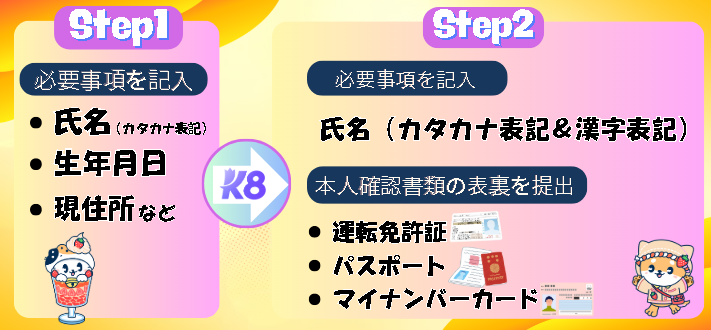 Step1
必要事項を記入
• 氏名（カタカナ表記）
• 生年月日
• 現住所など
K8
Step2
必要事項を記入
氏名（カタカナ表記＆漢字表記）
本人確認書類の表裏を提出
• 運転免許証
• パスポート
• マイナンバーカード